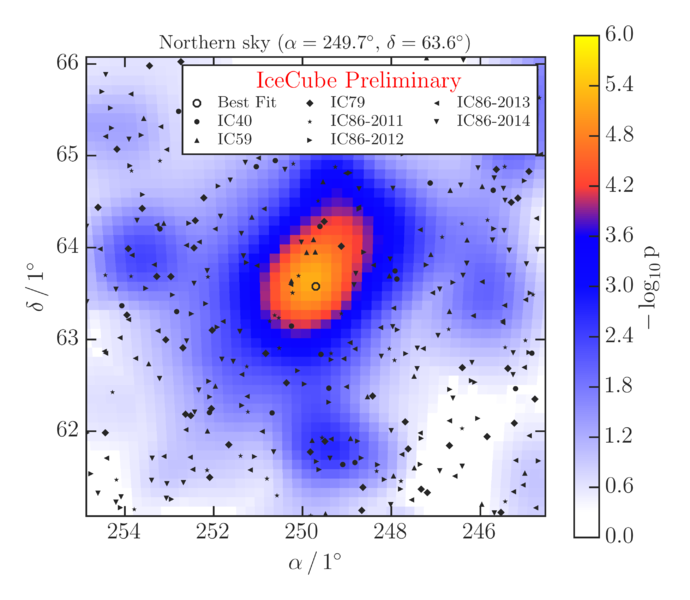 Northern sky (α = 249.7°, δ = 63.6°)
IceCube Preliminary
Best Fit IC79 IC86-2013
IC40 IC86-2011 IC86-2014
IC59 IC86-2012
66
65
64
63
62
δ / 1°
254 252 250 248 246
α / 1°
6.0
5.4
4.8
4.2
3.6
3.0
2.4
1.8
1.2
0.6
0.0
− log₁₀ p